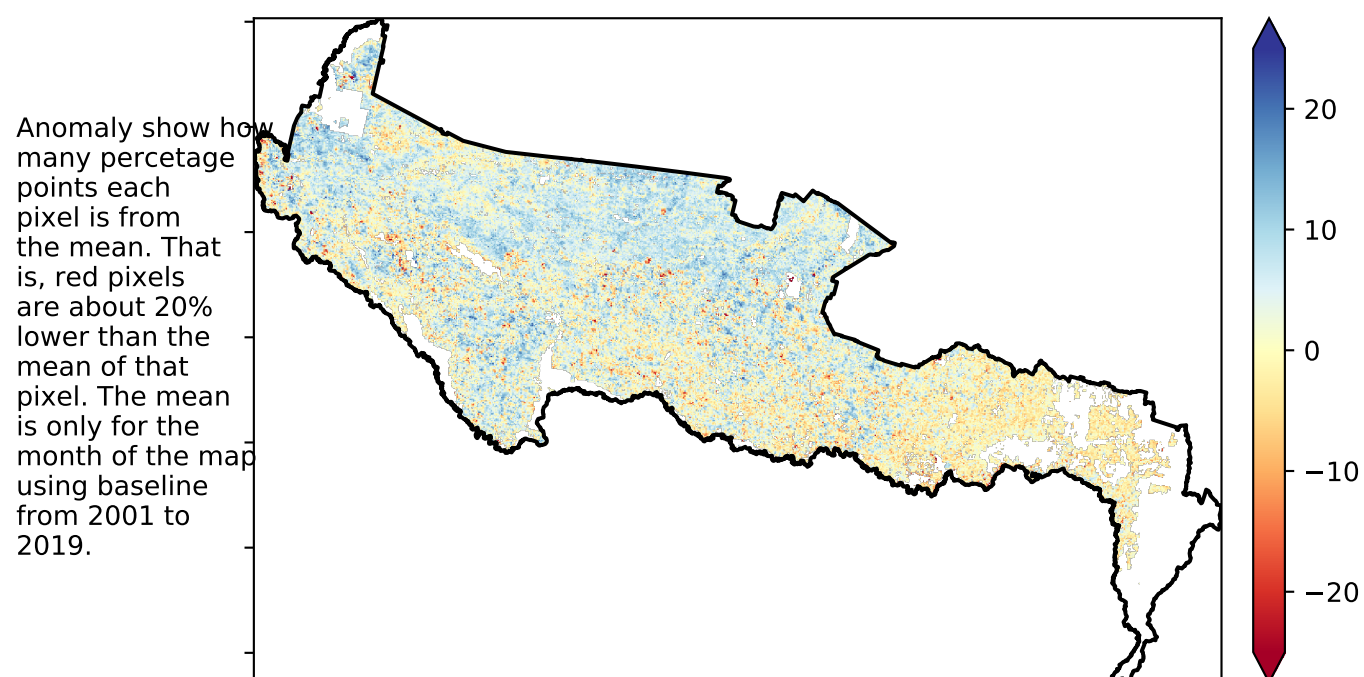 Anomaly show how
many percetage
points each
pixel is from
the mean. That
is, red pixels
are about 20%
lower than the
mean of that
pixel. The mean
is only for the
month of the map
using baseline
from 2001 to
2019.
20
10
0
−10
−20